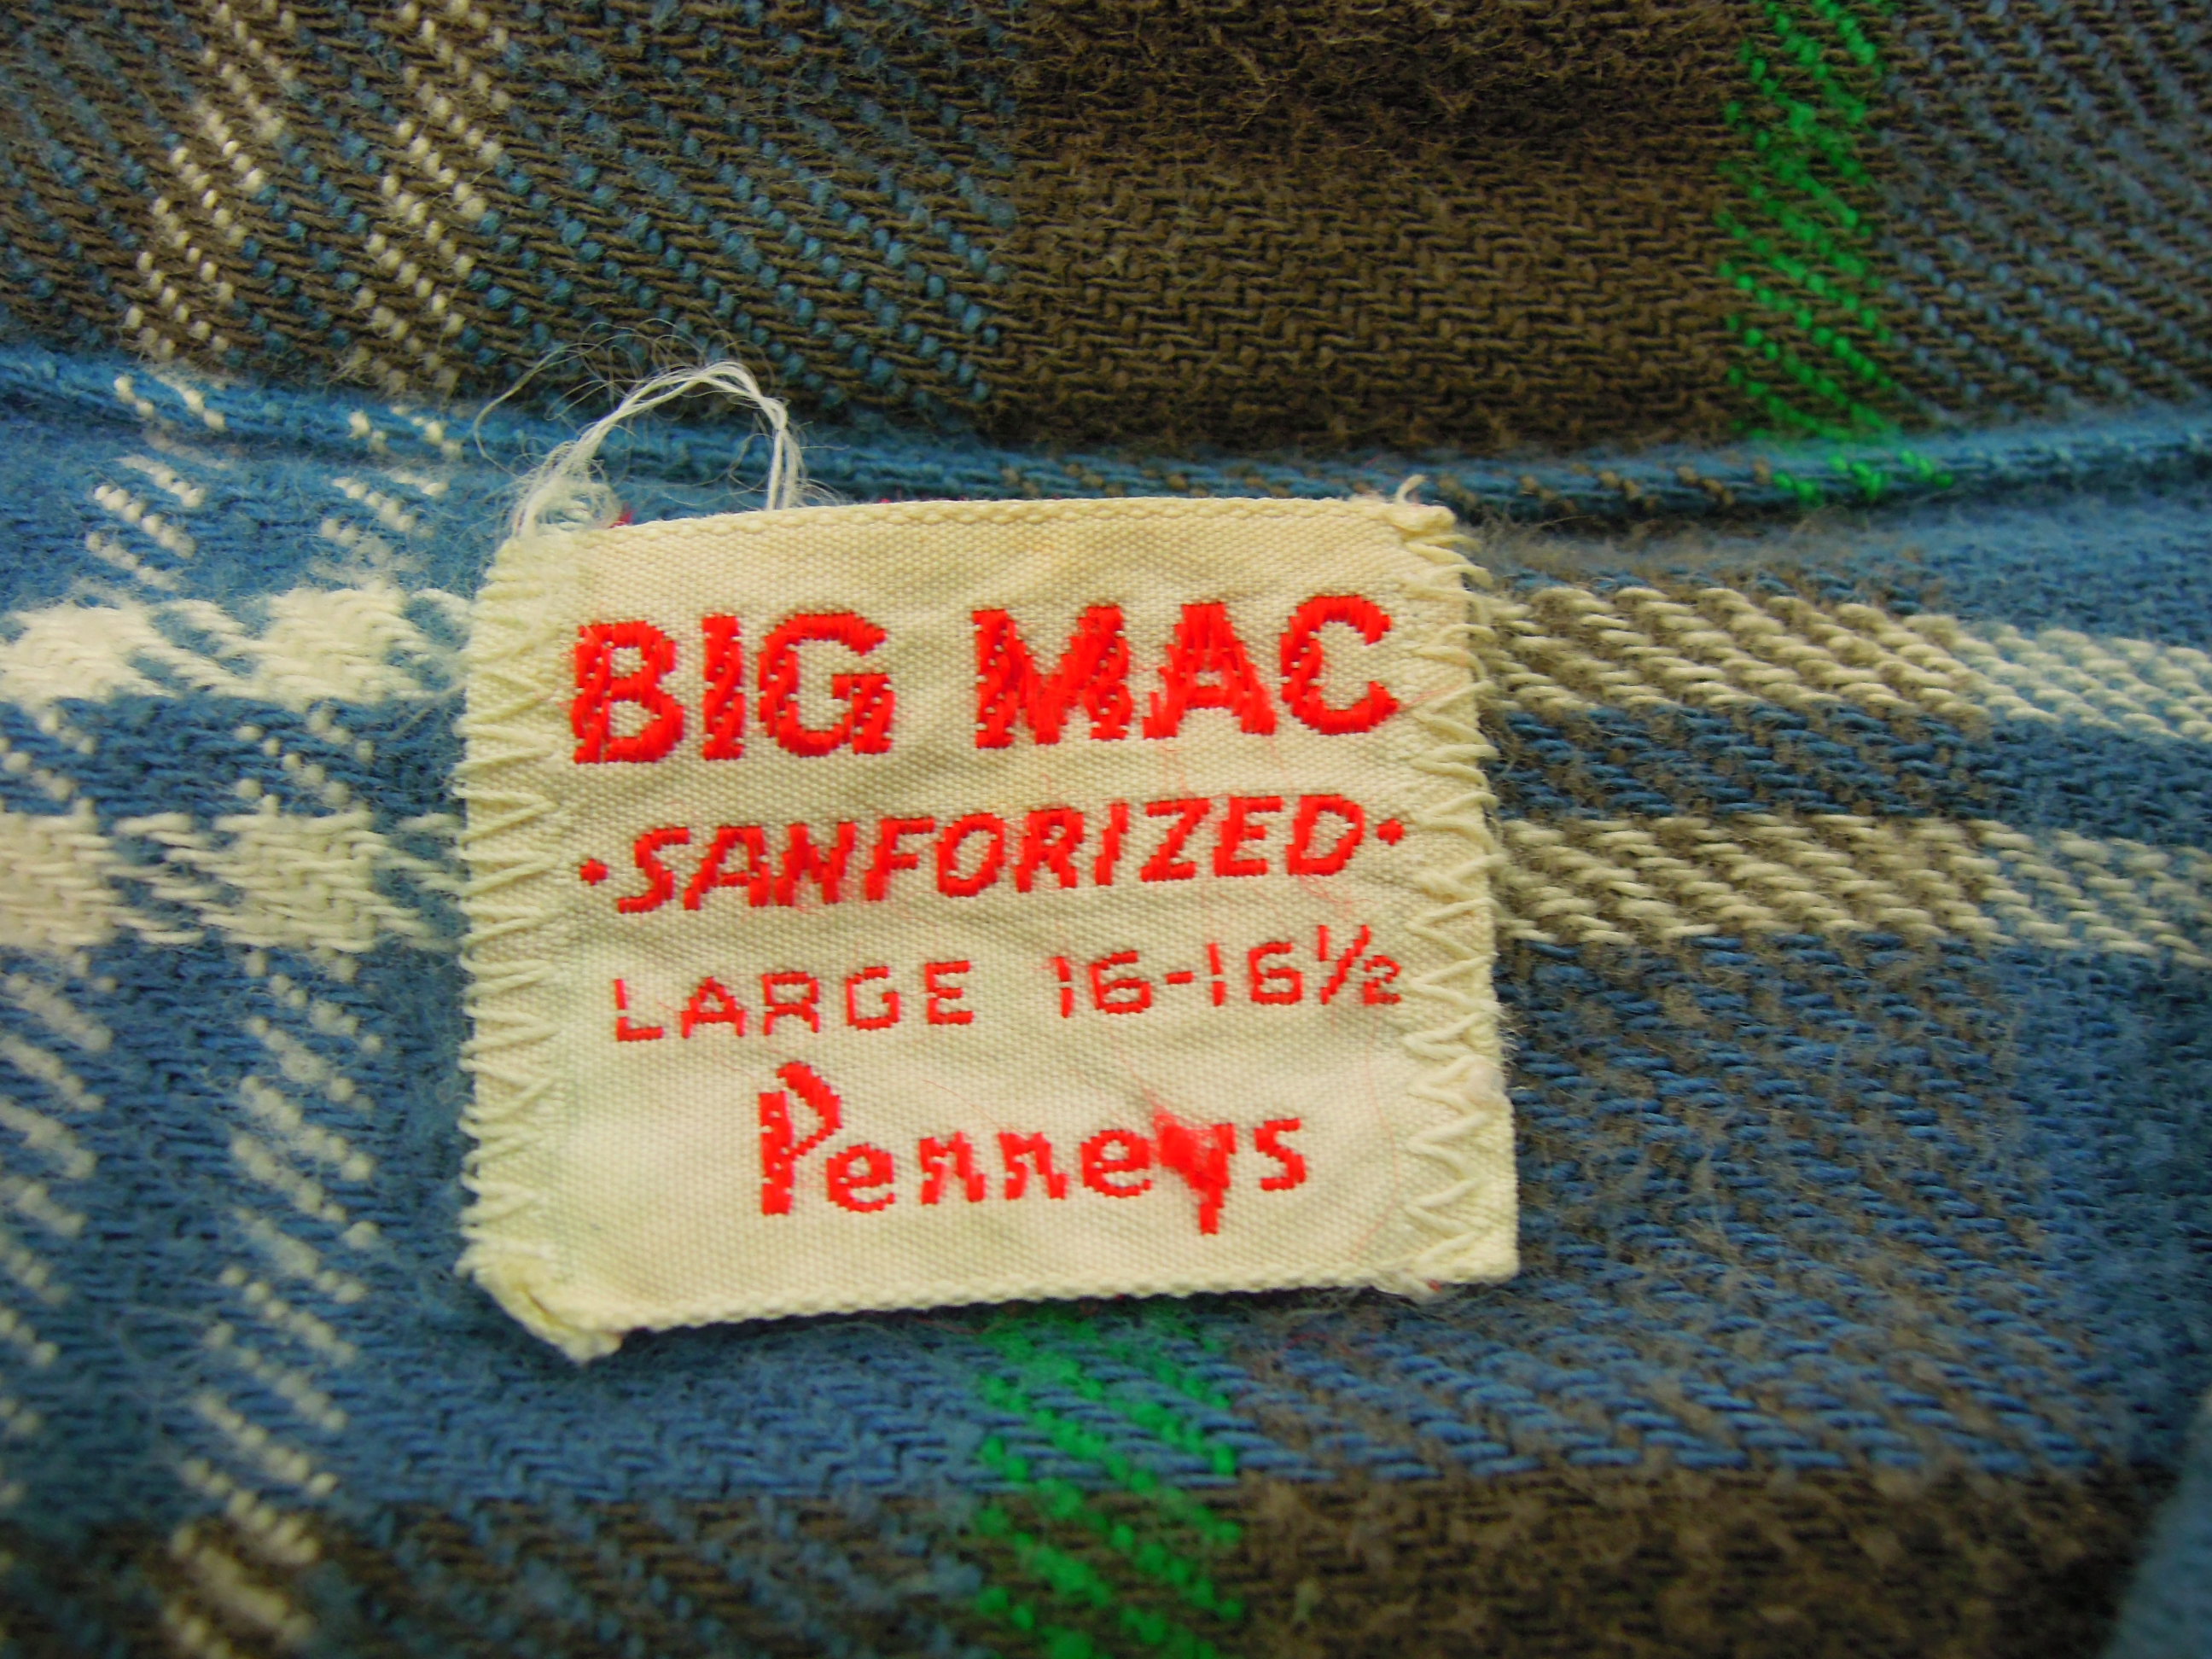 BIG MAC
·SANFORIZED·
LARGE 16-16½
Penneys